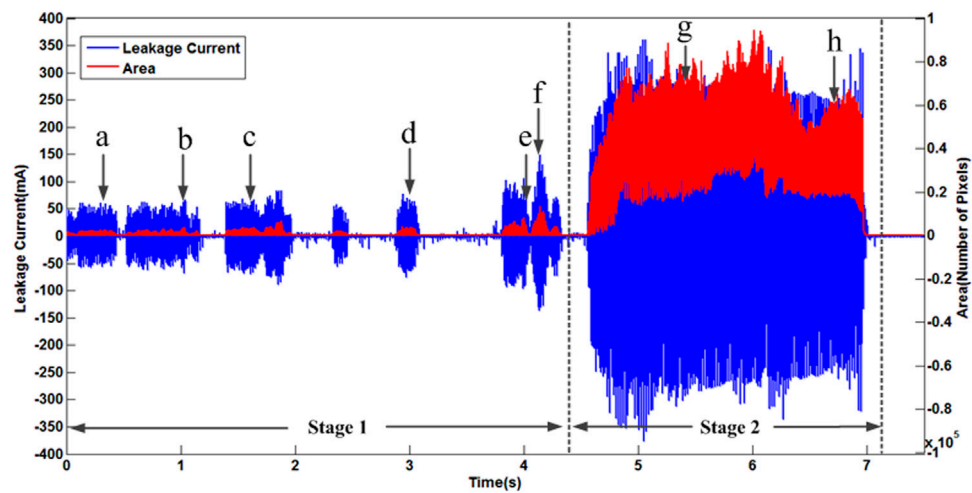 400
350
300
250
200
150
100
50
0
-50
-100
-150
-200
-250
-300
-350
-400
Leakage Current(mA)
Leakage Current
Area
a
b
c
d
e
f
g
h
Stage 1
Stage 2
1
0.8
0.6
0.4
0.2
0
-0.2
-0.4
-0.6
-0.8
-1
x 10^5
Area(Number of Pixels)
0 1 2 3 4 5 6 7
Time(s)